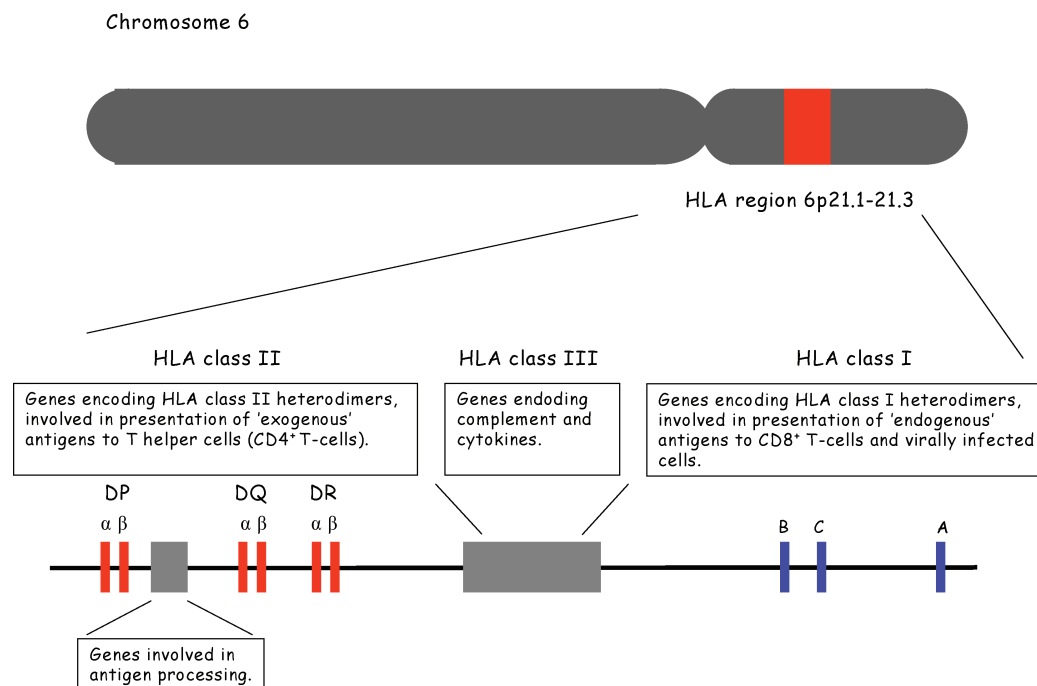 Chromosome 6
HLA region 6p21.1-21.3
HLA class II
Genes encoding HLA class II heterodimers,
involved in presentation of 'exogenous'
antigens to T helper cells (CD4⁺ T-cells).
HLA class III
Genes endoding
complement and
cytokines.
HLA class I
Genes encoding HLA class I heterodimers,
involved in presentation of 'endogenous'
antigens to CD8⁺ T-cells and virally infected
cells.
DP DQ DR
α β α β α β
B C A
Genes involved in
antigen processing.